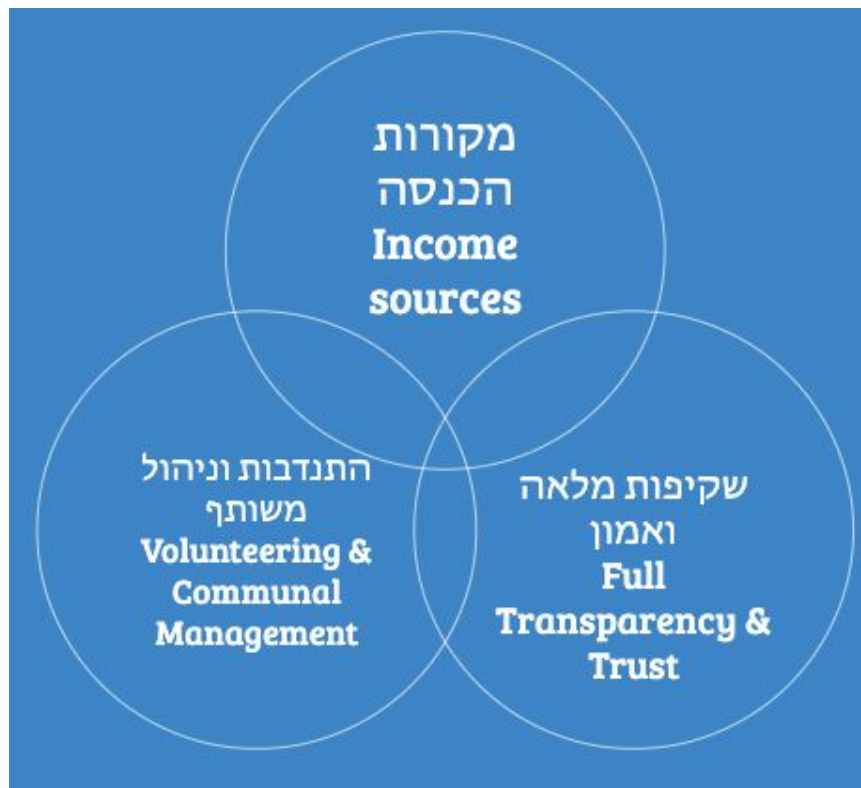 מקורות
הכנסה
Income
sources
התנדבות וניהול
משותף
Volunteering &
Communal
Management
שקיפות מלאה
ואמון
Full
Transparency &
Trust